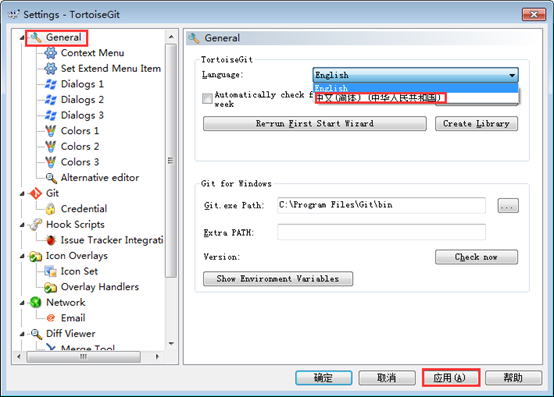 Settings - TortoiseGit
General
Context Menu
Set Extend Menu Item
Dialogs 1
Dialogs 2
Dialogs 3
Colors 1
Colors 2
Colors 3
Alternative editor
Git
Credential
Hook Scripts
Issue Tracker Integrati
Icon Overlays
Icon Set
Overlay Handlers
Network
Email
Diff Viewer
Merge Tool
General
TortoiseGit
Language:
English
English
中文(简体) (中华人民共和国)
Automatically check f
week
Re-run First Start Wizard
Create Library
Git for Windows
Git.exe Path:
C:\Program Files\Git\bin
...
Extra PATH:
Version:
Check now
Show Environment Variables
确定
取消
应用(A)
帮助